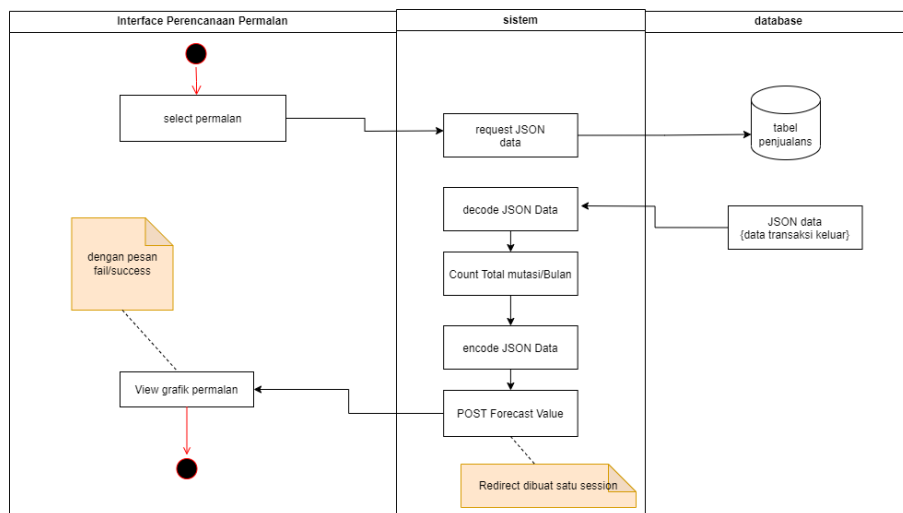 Interface Perencanaan Permalan
sistem
database
select permalan
request JSON
data
tabel
penjualans
decode JSON Data
JSON data
{data transaksi keluar}
dengan pesan
fail/success
Count Total mutasi/Bulan
encode JSON Data
View grafik permalan
POST Forecast Value
Redirect dibuat satu session